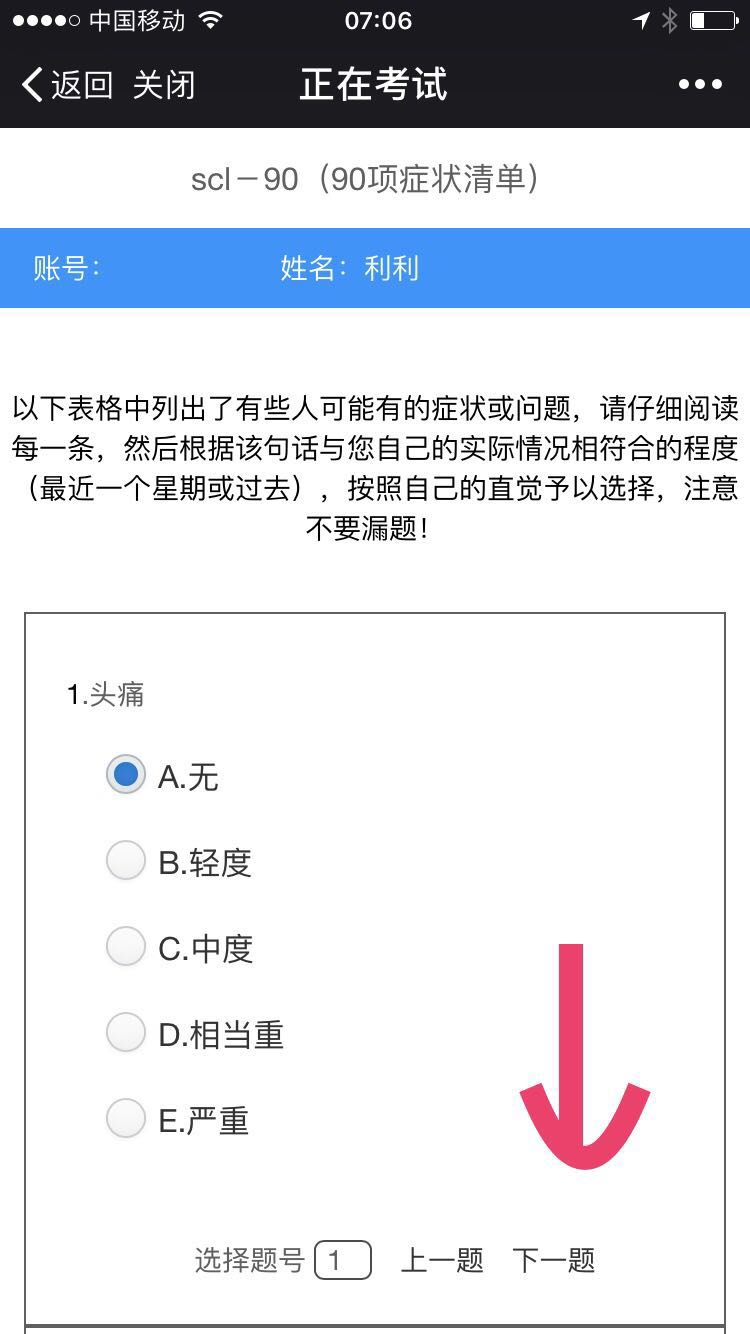 中国移动 07:06
返回 关闭 正在考试
scl－90（90项症状清单）
账号： 姓名：利利
以下表格中列出了有些人可能有的症状或问题，请仔细阅读
每一条，然后根据该句话与您自己的实际情况相符合的程度
（最近一个星期或过去），按照自己的直觉予以选择，注意
不要漏题！
1.头痛
A.无
B.轻度
C.中度
D.相当重
E.严重
选择题号 1 上一题 下一题